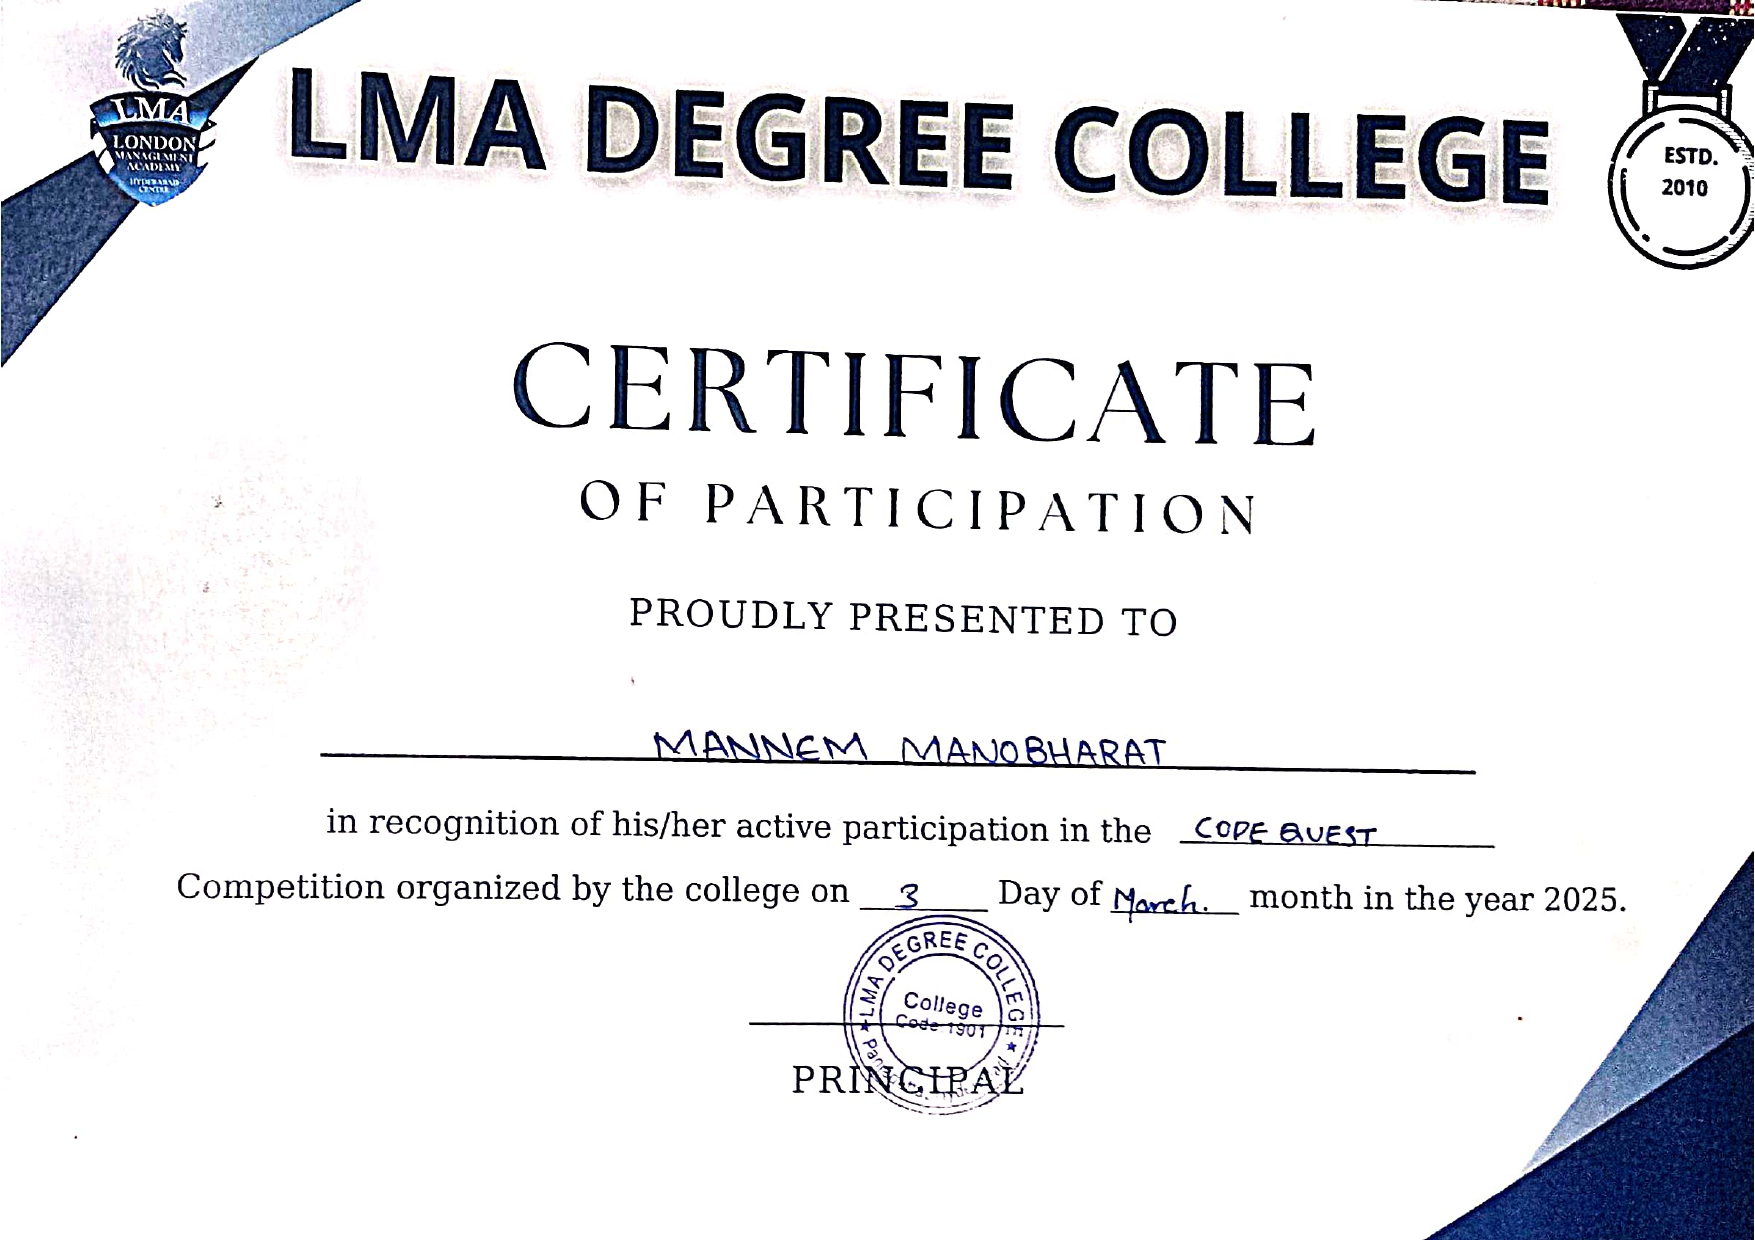 LMA
LONDON
MANAGEMENT
ACADEMY
HYDERABAD
CENTRE
LMA DEGREE COLLEGE
ESTD.
2010
CERTIFICATE
OF PARTICIPATION
PROUDLY PRESENTED TO
MANNEM MANOBHARAT
in recognition of his/her active participation in the COPE QUEST
Competition organized by the college on 3 Day of March. month in the year 2025.
LMA DEGREE COLLEGE
College
Code 1901
PRINCIPAL